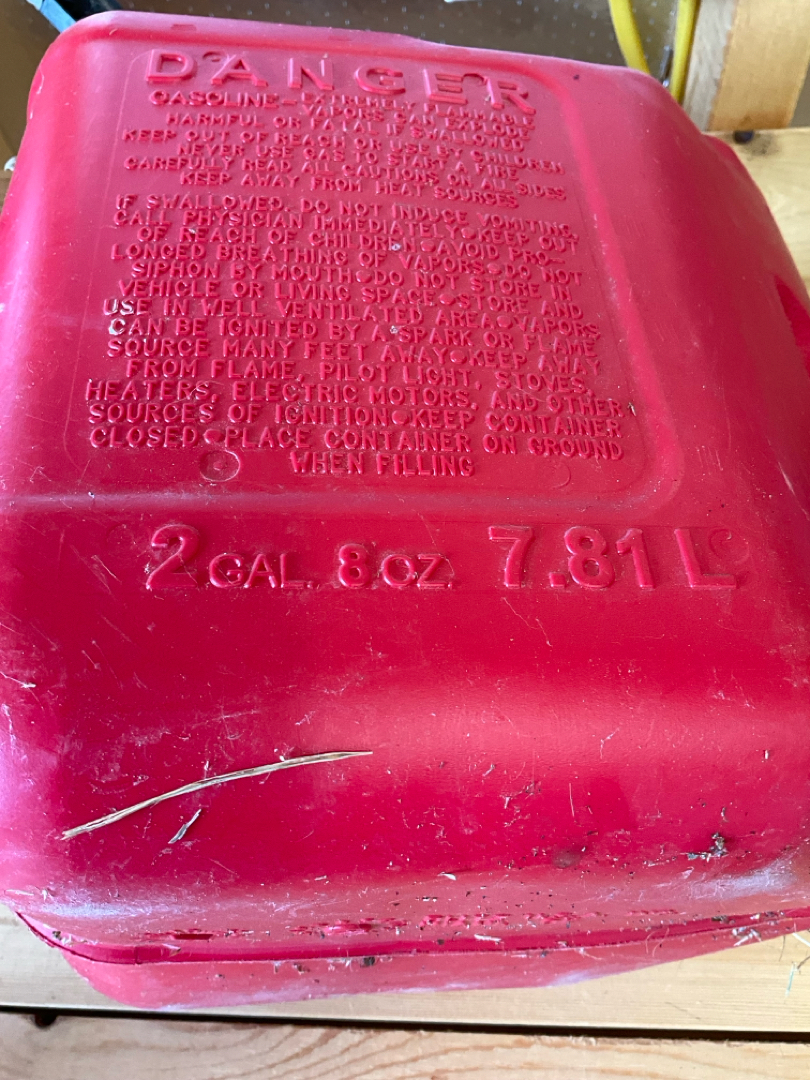 DANGER
GASOLINE-EXTREMELY FLAMMABLE
VAPORS CAN EXPLODE
HARMFUL OR FATAL IF SWALLOWED
KEEP OUT OF REACH OR USE BY CHILDREN
NEVER USE GAS TO START A FIRE
CAREFULLY READ ALL CAUTIONS ON ALL SIDES
KEEP AWAY FROM HEAT SOURCES
IF SWALLOWED, DO NOT INDUCE VOMITING,
CALL PHYSICIAN IMMEDIATELY•KEEP OUT
OF REACH OF CHILDREN•AVOID PRO-
LONGED BREATHING OF VAPORS•DO NOT
SIPHON BY MOUTH•DO NOT STORE IN
VEHICLE OR LIVING SPACE•STORE AND
USE IN WELL VENTILATED AREA•VAPORS
CAN BE IGNITED BY A SPARK OR FLAME
SOURCE MANY FEET AWAY•KEEP AWAY
FROM FLAME, PILOT LIGHT, STOVES,
HEATERS, ELECTRIC MOTORS, AND OTHER
SOURCES OF IGNITION•KEEP CONTAINER
CLOSED•PLACE CONTAINER ON GROUND
WHEN FILLING
2 GAL. 8 OZ. 7.81 L